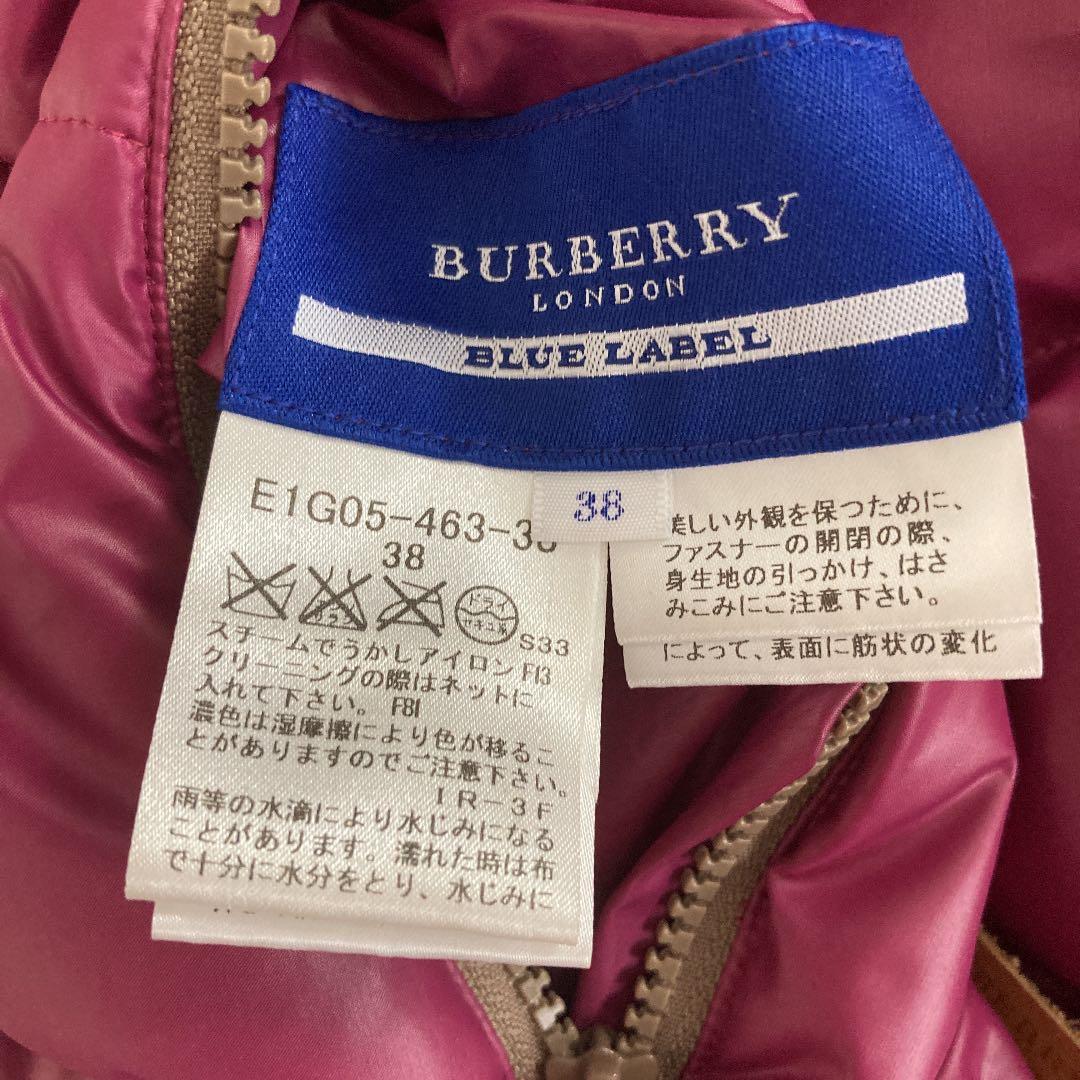 BURBERRY
LONDON
BLUE LABEL
38
E1G05-463-3
38
ドライ
S33
スチームでうかしアイロン F13
クリーニングの際はネットに
入れて下さい。 F81
濃色は湿摩擦により色が移るこ
とがありますのでご注意下さい。
IR-3F
雨等の水滴により水じみになる
ことがあります。濡れた時は布
で十分に水分をとり、水じみに
美しい外観を保つために、
ファスナーの開閉の際、
身生地の引っかけ、はさ
みこみにご注意下さい。
によって、表面に筋状の変化